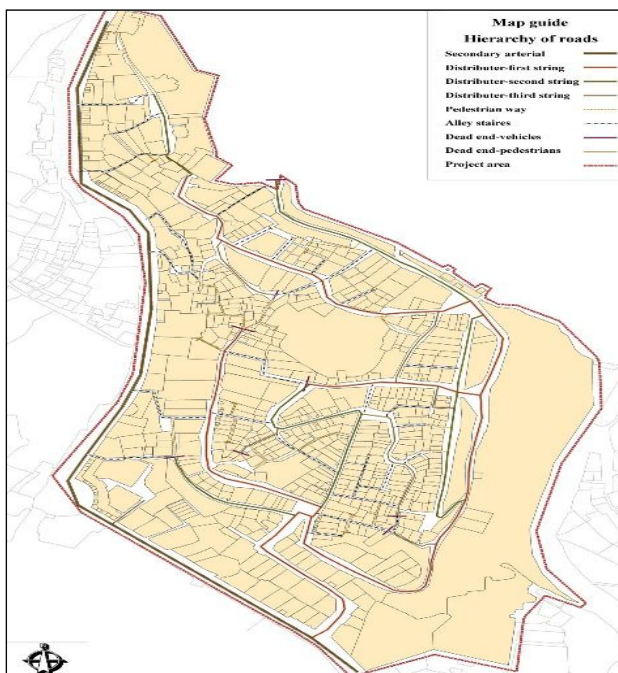 Map guide
Hierarchy of roads
Secondary arterial
Distributer-first string
Distributer-second string
Distributer-third string
Pedestrian way
Alley staires
Dead end-vehicles
Dead end-pedestrians
Project area